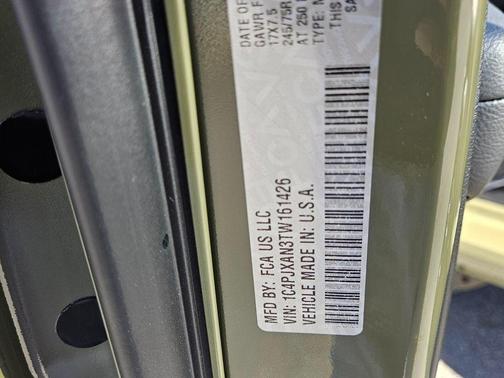 DATE OF
GAWR F
17X7.5
245/75R
AT 250
TYPE:
THIS
SA
MFD BY: FCA US LLC
VIN: 1C4PJXAN3TW161426
VEHICLE MADE IN: U.S.A.